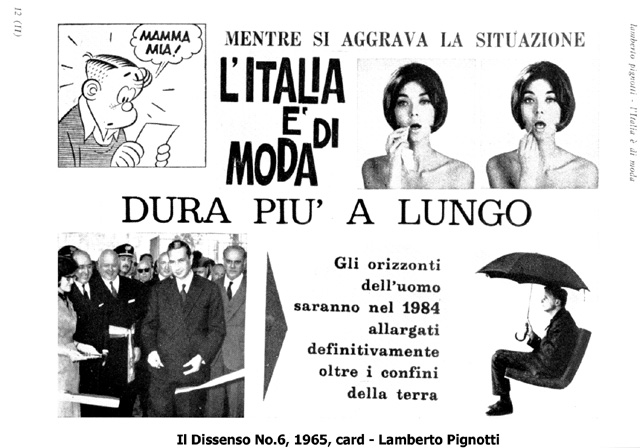 12 (II)
MAMMA
MIA!
MENTRE SI AGGRAVA LA SITUAZIONE
L'ITALIA
E' DI
MODA
DURA PIU' A LUNGO
Gli orizzonti
dell'uomo
saranno nel 1984
allargati
definitivamente
oltre i confini
della terra
lamberto pignotti - l'Italia è di moda
Il Dissenso No.6, 1965, card - Lamberto Pignotti